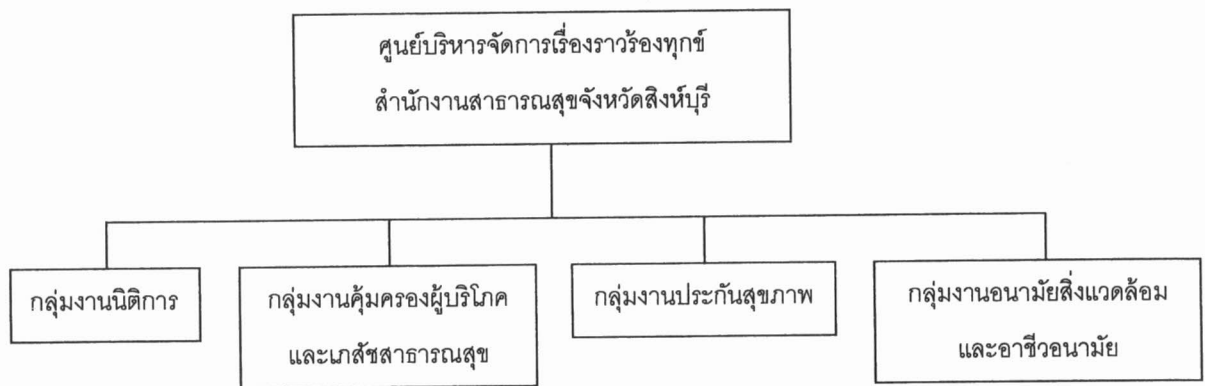 ศูนย์บริหารจัดการเรื่องราวร้องทุกข์
สำนักงานสาธารณสุขจังหวัดสิงห์บุรี
กลุ่มงานนิติการ
กลุ่มงานคุ้มครองผู้บริโภค
และเภสัชสาธารณสุข
กลุ่มงานประกันสุขภาพ
กลุ่มงานอนามัยสิ่งแวดล้อม
และอาชีวอนามัย